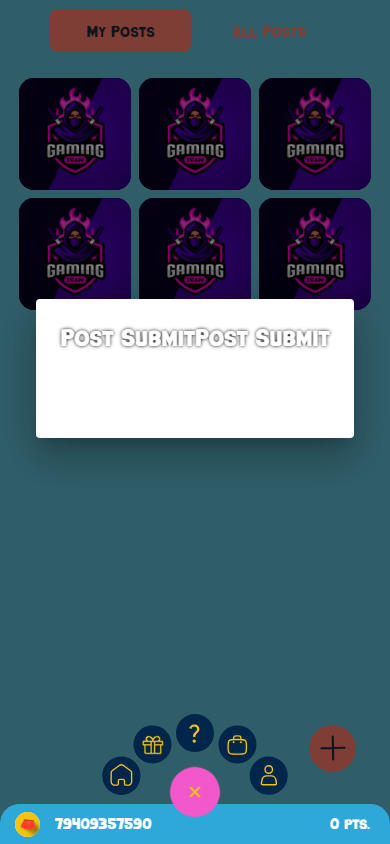 My Posts
All Posts
GAMING
TEAM
GAMING
TEAM
GAMING
TEAM
GAMING
TEAM
GAMING
TEAM
GAMING
TEAM
Post SubmitPost Submit
?
79409357590
0 PTS.